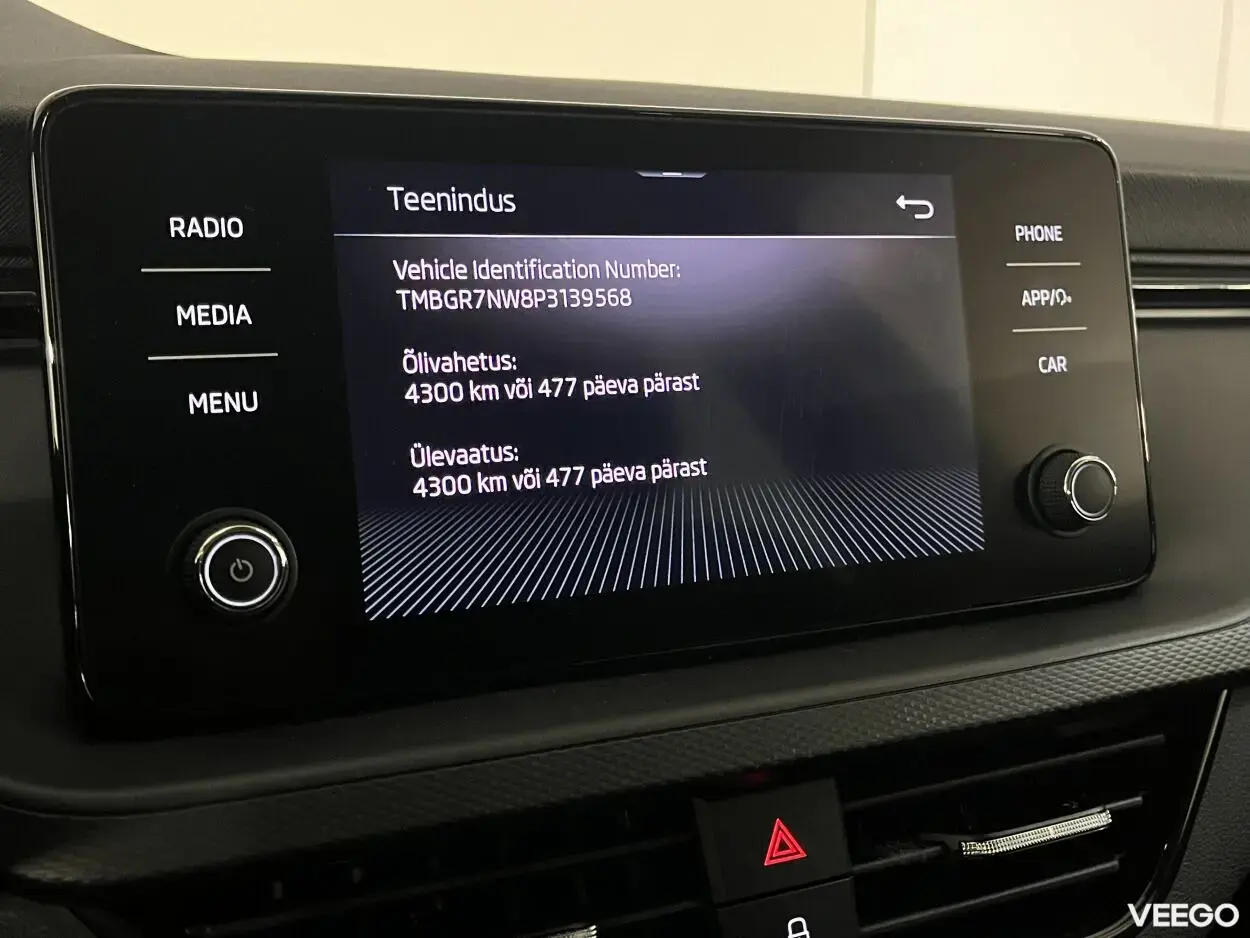 RADIO
MEDIA
MENU
Teenindus
Vehicle Identification Number:
TMBGR7NW8P3139568
Õlivahetus:
4300 km või 477 päeva pärast
Ülevaatus:
4300 km või 477 päeva pärast
PHONE
APP/
CAR
VEEGO